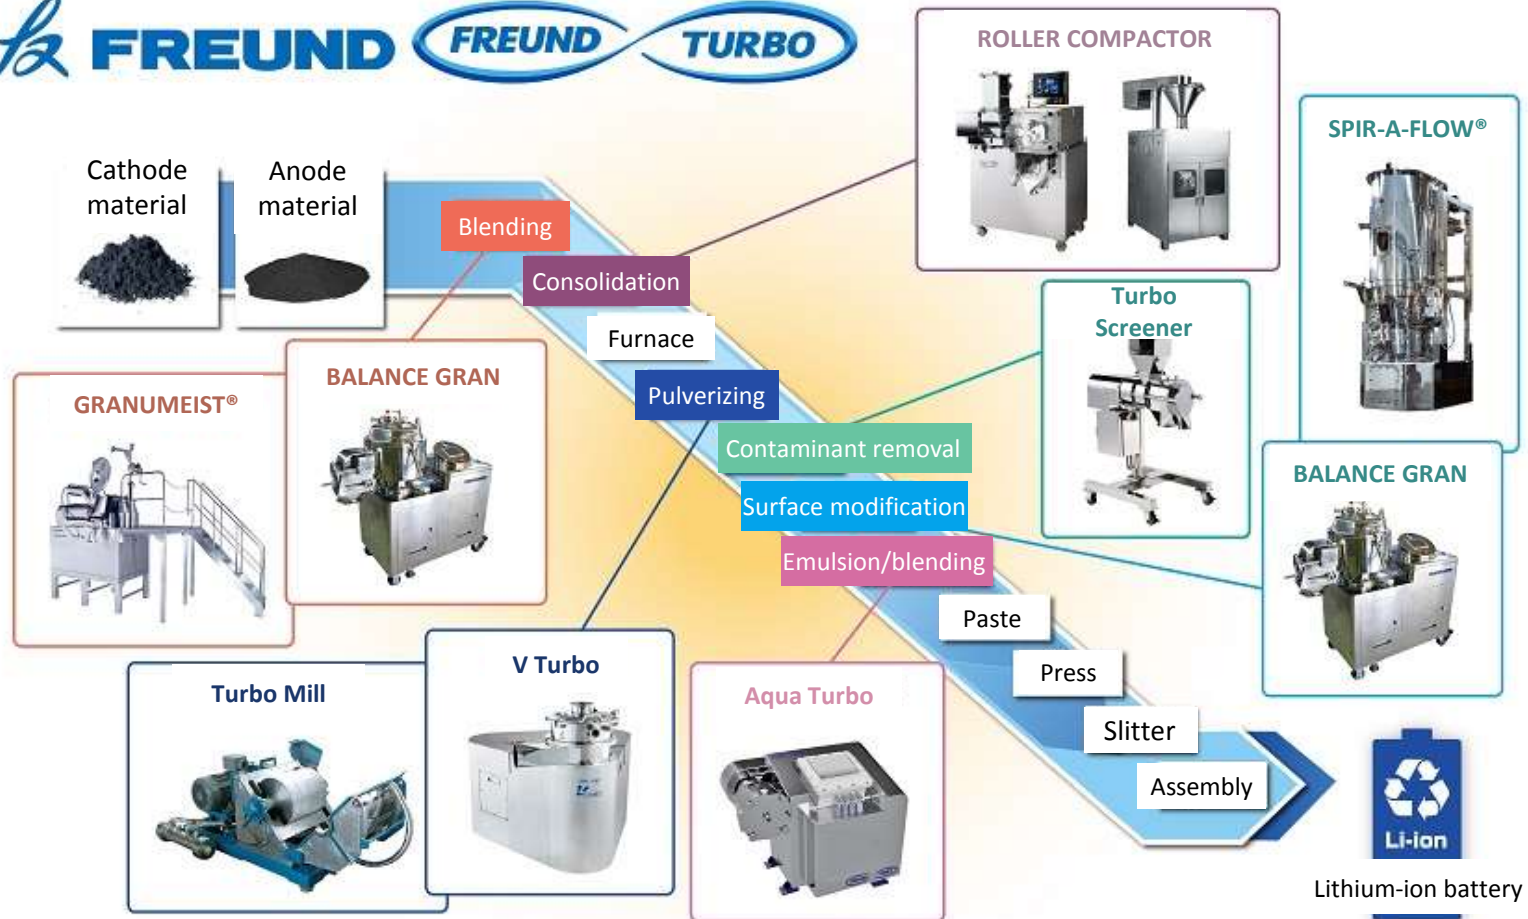 FREUND
FREUND TURBO
ROLLER COMPACTOR
SPIR-A-FLOW®
Cathode
material
Anode
material
Blending
Consolidation
Furnace
Pulverizing
Contaminant removal
Surface modification
Emulsion/blending
Paste
Press
Slitter
Assembly
Turbo
Screener
BALANCE GRAN
GRANUMEIST®
BALANCE GRAN
V Turbo
Turbo Mill
Aqua Turbo
Li-ion
Lithium-ion battery